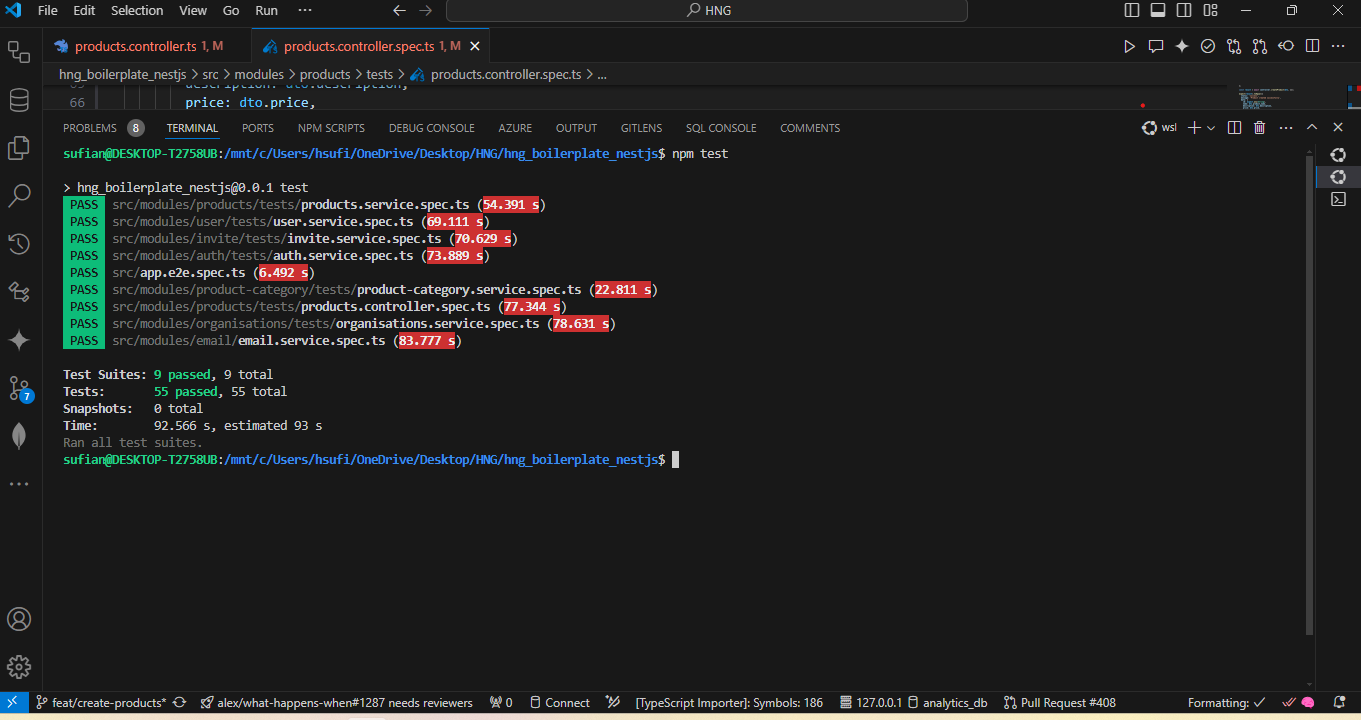 File Edit Selection View Go Run ··· HNG
products.controller.ts 1, M products.controller.spec.ts 1, M
hng_boilerplate_nestjs > src > modules > products > tests > products.controller.spec.ts > ...
description: dto.description,
66 price: dto.price,
PROBLEMS 8 TERMINAL PORTS NPM SCRIPTS DEBUG CONSOLE AZURE OUTPUT GITLENS SQL CONSOLE COMMENTS wsl
sufian@DESKTOP-T2758UB:/mnt/c/Users/hsufi/OneDrive/Desktop/HNG/hng_boilerplate_nestjs$ npm test
> hng_boilerplate_nestjs@0.0.1 test
PASS src/modules/products/tests/products.service.spec.ts (54.391 s)
PASS src/modules/user/tests/user.service.spec.ts (69.111 s)
PASS src/modules/invite/tests/invite.service.spec.ts (70.629 s)
PASS src/modules/auth/tests/auth.service.spec.ts (73.889 s)
PASS src/app.e2e.spec.ts (6.492 s)
PASS src/modules/product-category/tests/product-category.service.spec.ts (22.811 s)
PASS src/modules/products/tests/products.controller.spec.ts (77.344 s)
PASS src/modules/organisations/tests/organisations.service.spec.ts (78.631 s)
PASS src/modules/email/email.service.spec.ts (83.777 s)
Test Suites: 9 passed, 9 total
Tests: 55 passed, 55 total
Snapshots: 0 total
Time: 92.566 s, estimated 93 s
Ran all test suites.
sufian@DESKTOP-T2758UB:/mnt/c/Users/hsufi/OneDrive/Desktop/HNG/hng_boilerplate_nestjs$
7
feat/create-products* alex/what-happens-when#1287 needs reviewers 0 Connect [TypeScript Importer]: Symbols: 186 127.0.0.1 analytics_db Pull Request #408 Formatting: ✓